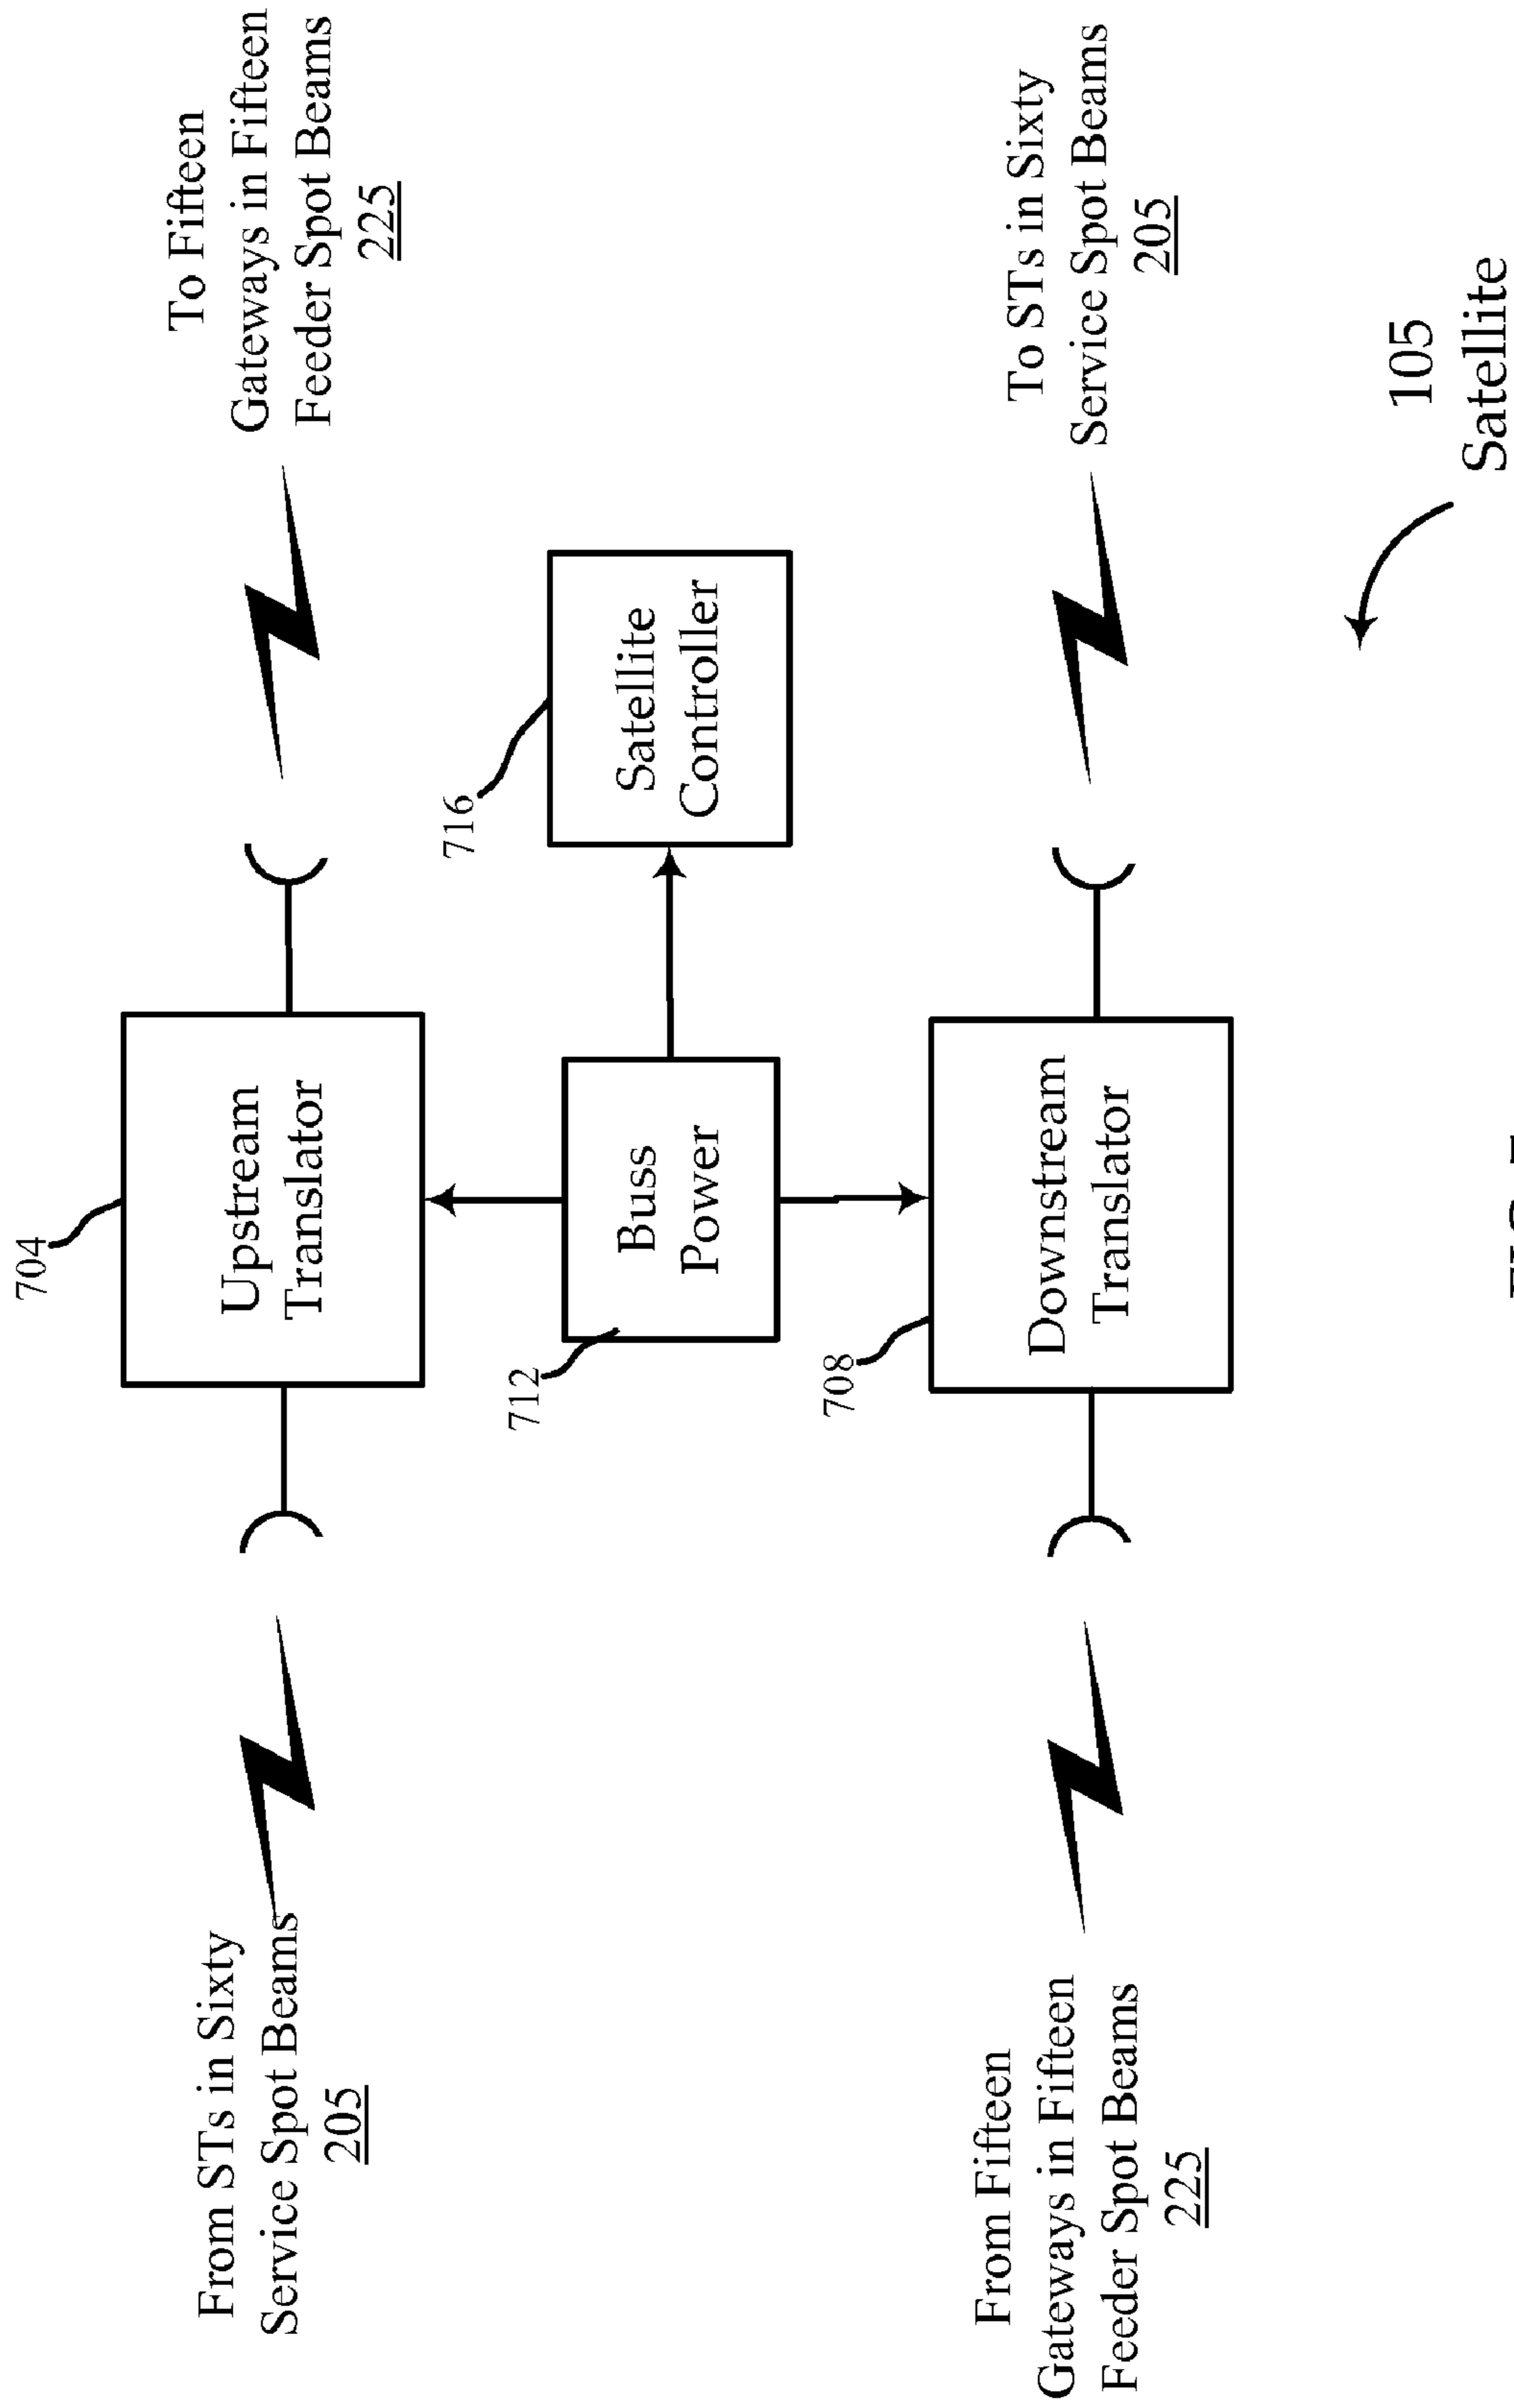 704
Upstream
Translator
From STs in Sixty
Service Spot Beams
205
To Fifteen
Gateways in Fifteen
Feeder Spot Beams
225
712
Buss
Power
716
Satellite
Controller
708
Downstream
Translator
From Fifteen
Gateways in Fifteen
Feeder Spot Beams
225
To STs in Sixty
Service Spot Beams
205
105
Satellite